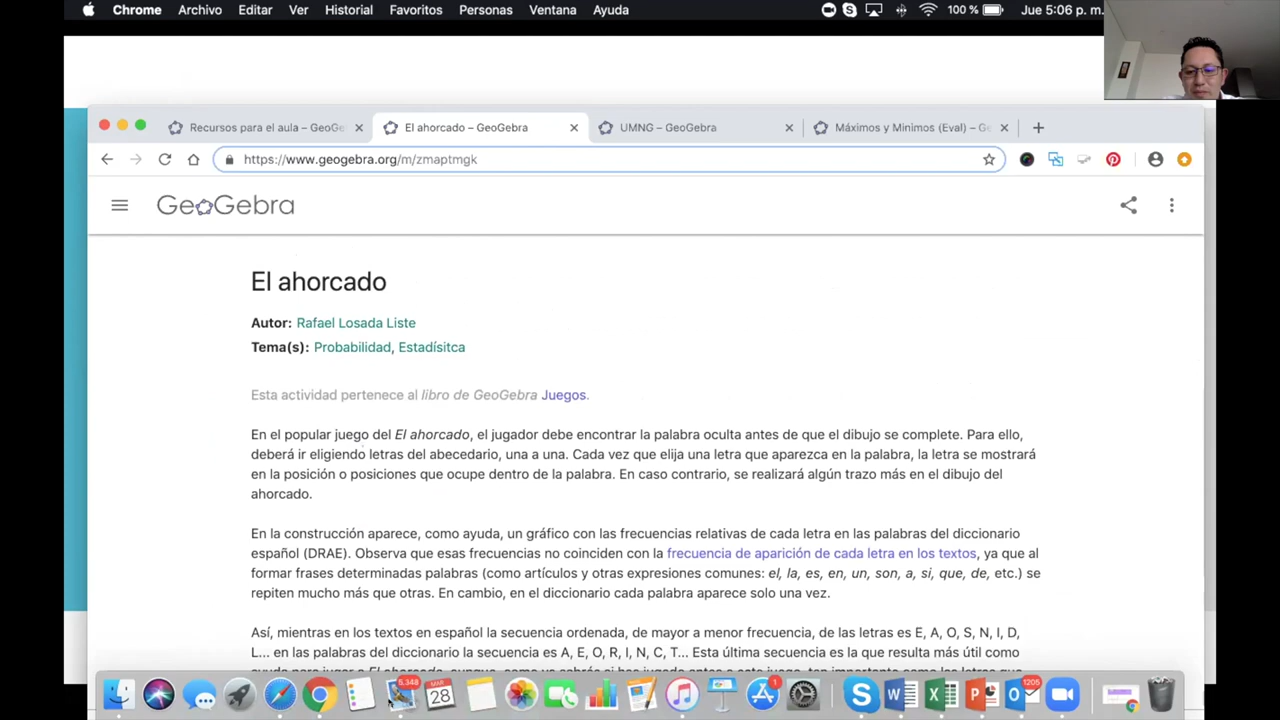 Chrome Archivo Editar Ver Historial Favoritos Personas Ventana Ayuda 100 % Jue 5:06 p. m.
Recursos para el aula – GeoGe El ahorcado – GeoGebra UMNG – GeoGebra Máximos y Minimos (Eval) – Ge
https://www.geogebra.org/m/zmaptmgk
GeoGebra
El ahorcado
Autor: Rafael Losada Liste
Tema(s): Probabilidad, Estadísitca
Esta actividad pertenece al libro de GeoGebra Juegos.
En el popular juego del El ahorcado, el jugador debe encontrar la palabra oculta antes de que el dibujo se complete. Para ello,
deberá ir eligiendo letras del abecedario, una a una. Cada vez que elija una letra que aparezca en la palabra, la letra se mostrará
en la posición o posiciones que ocupe dentro de la palabra. En caso contrario, se realizará algún trazo más en el dibujo del
ahorcado.
En la construcción aparece, como ayuda, un gráfico con las frecuencias relativas de cada letra en las palabras del diccionario
español (DRAE). Observa que esas frecuencias no coinciden con la frecuencia de aparición de cada letra en los textos, ya que al
formar frases determinadas palabras (como artículos y otras expresiones comunes: el, la, es, en, un, son, a, si, que, de, etc.) se
repiten mucho más que otras. En cambio, en el diccionario cada palabra aparece solo una vez.
Así, mientras en los textos en español la secuencia ordenada, de mayor a menor frecuencia, de las letras es E, A, O, S, N, I, D,
L... en las palabras del diccionario la secuencia es A, E, O, R, I, N, C, T... Esta última secuencia es la que resulta más útil como
5.348 MAR 28 1 1205